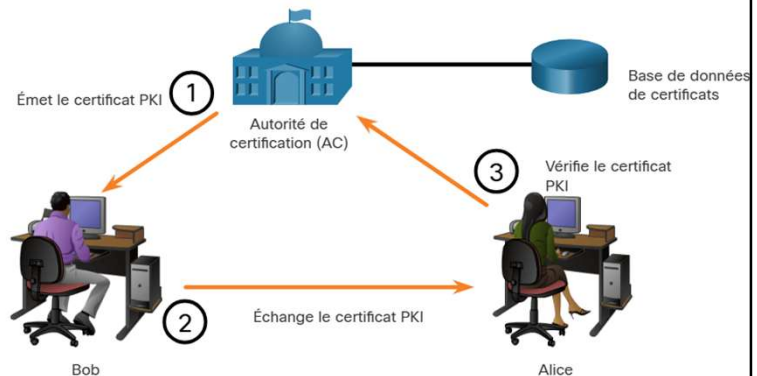 Émet le certificat PKI
1
Autorité de
certification (AC)
Base de données
de certificats
3
Vérifie le certificat
PKI
2
Échange le certificat PKI
Bob
Alice